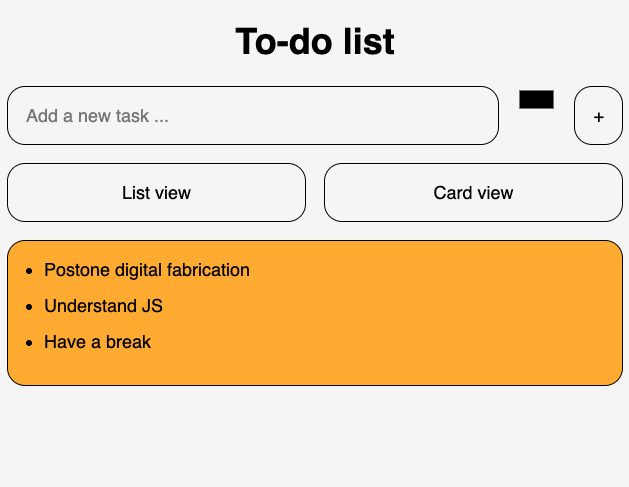 To-do list
Add a new task ...
+
List view
Card view
Postone digital fabrication
Understand JS
Have a break